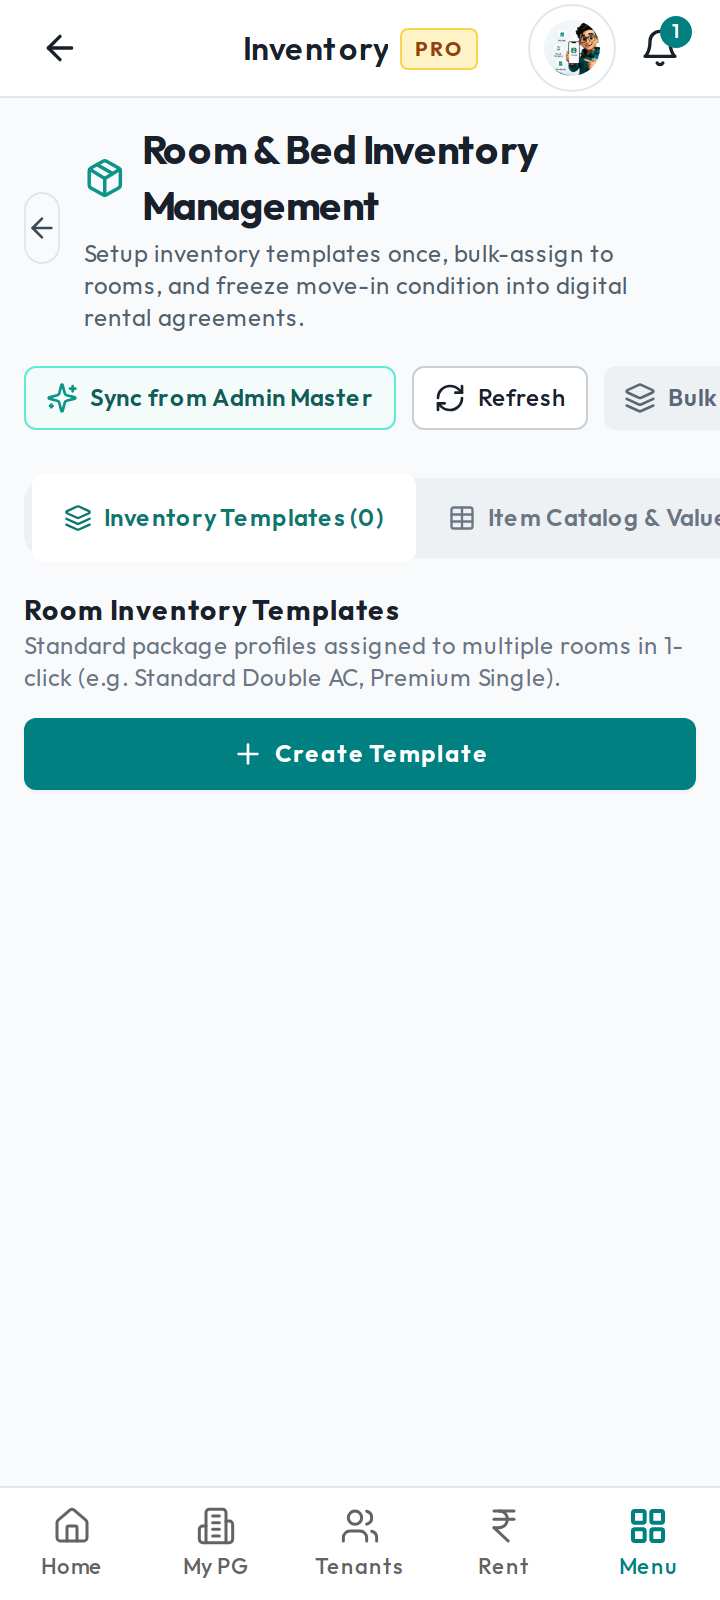 Inventory PRO
1
Room & Bed Inventory
Management
Setup inventory templates once, bulk-assign to
rooms, and freeze move-in condition into digital
rental agreements.
Sync from Admin Master Refresh Bulk
Inventory Templates (0) Item Catalog & Value
Room Inventory Templates
Standard package profiles assigned to multiple rooms in 1-
click (e.g. Standard Double AC, Premium Single).
Create Template
Home My PG Tenants Rent Menu